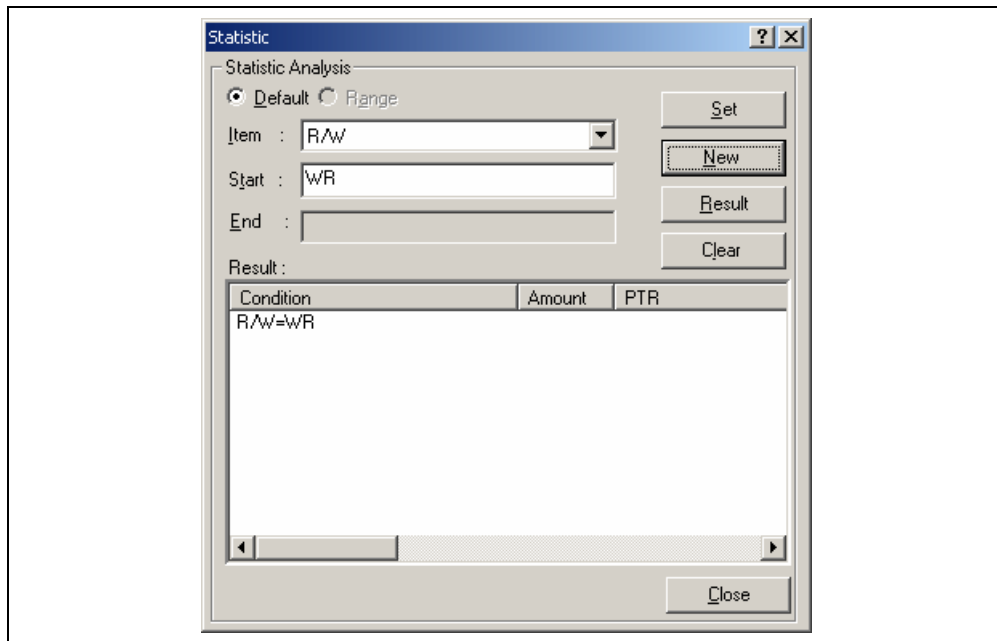 Statistic
Statistic Analysis
Default Range
Set
Item : R/W
New
Start : WR
Result
End :
Clear
Result :
Condition Amount PTR
R/W=WR
Close